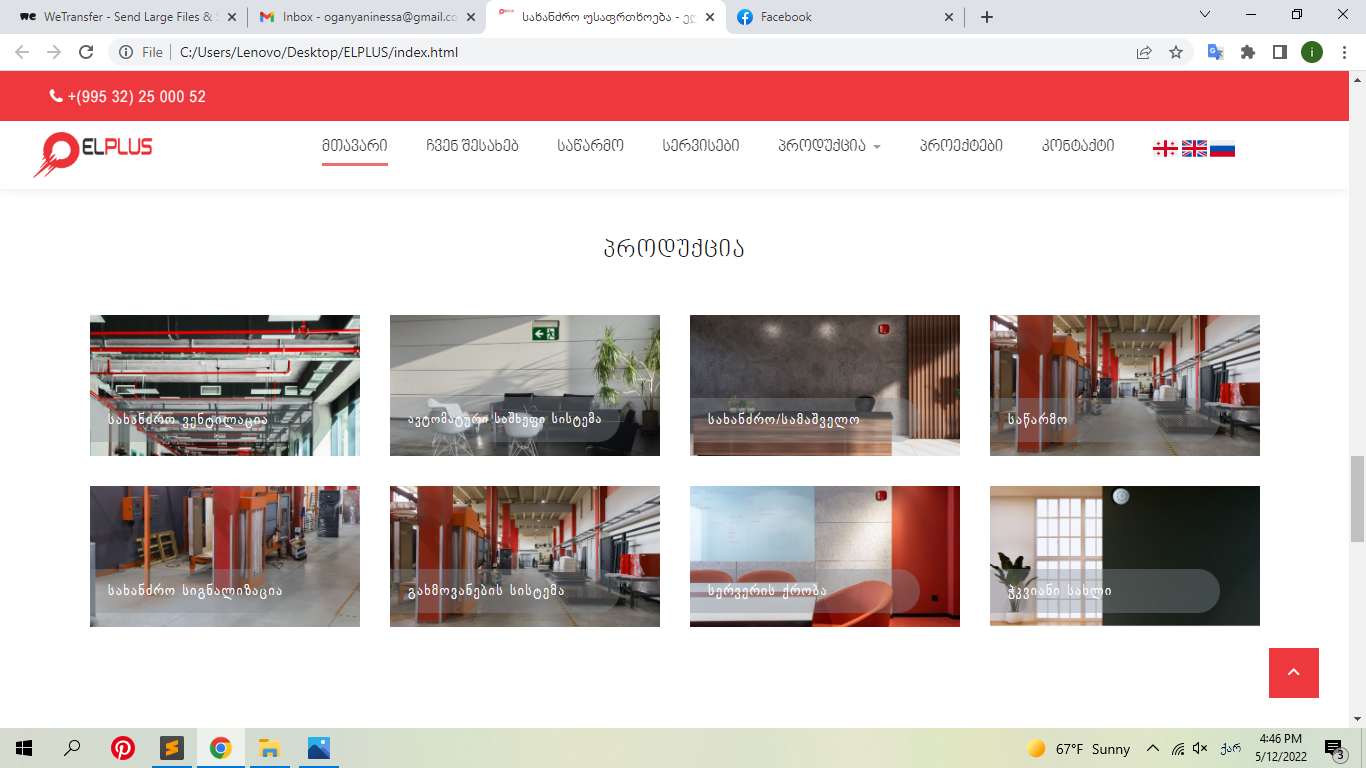 WeTransfer - Send Large Files &
Inbox - oganyaninessa@gmail.co
სახანძრო უსაფრთხოება - ელ
Facebook
File
C:/Users/Lenovo/Desktop/ELPLUS/index.html
i
+(995 32) 25 000 52
ELPLUS
მთავარი
ჩვენ შესახებ
საწარმო
სერვისები
პროდუქცია
პროექტები
კონტაქტი
პროდუქცია
სახანძრო ვენტილაცია
ავტომატური საშხეფი სისტემა
სახანძრო/სამაშველო
საწარმო
სახანძრო სიგნალიზაცია
გახმოვანების სისტემა
სერვერის ქრობა
ჭკვიანი სახლი
67°F Sunny
ქარ
4:46 PM
5/12/2022
3